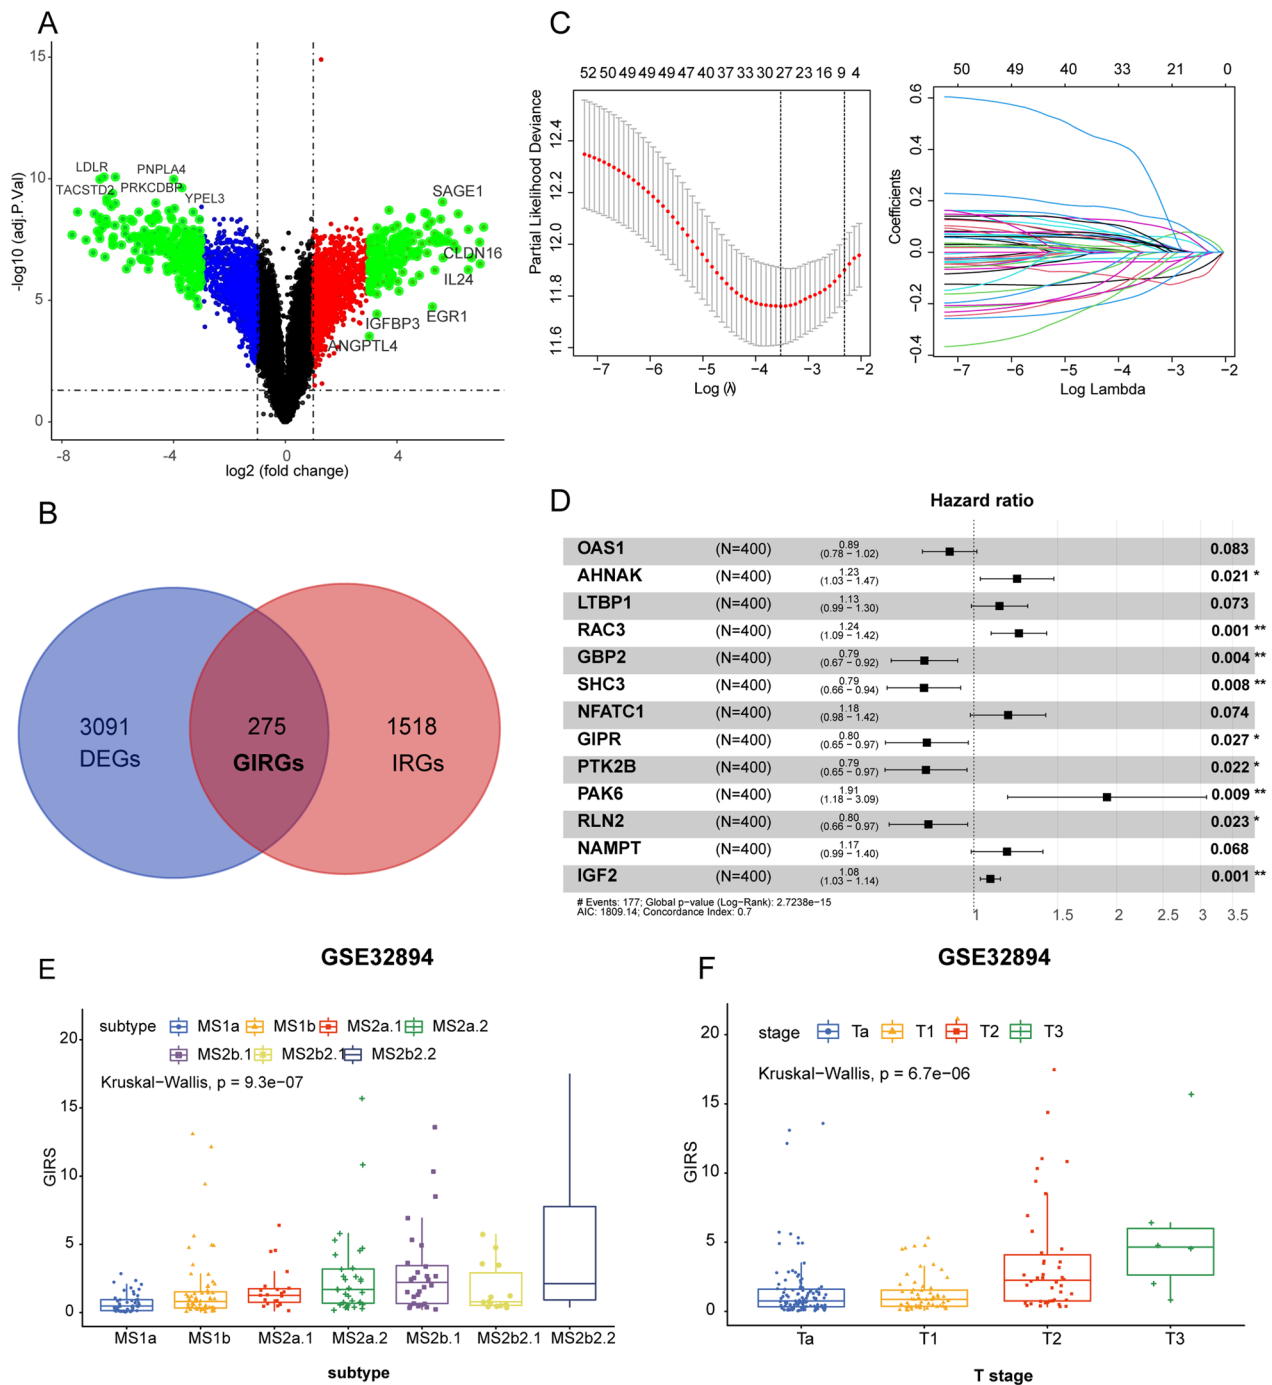 A
15
10
5
0
-log10 (adj.P.Val)
LDLR
PNPLA4
TACSTD2
PRKCDBP
YPEL3
SAGE1
CLDN16
IL24
EGR1
IGFBP3
ANGPTL4
-8 -4 0 4
log2 (fold change)
C
52 50 49 49 49 47 40 37 33 30 27 23 16 9 4
Partial Likelihood Deviance
12.4
12.2
12.0
11.8
11.6
−7 −6 −5 −4 −3 −2
Log (λ)
50 49 40 33 21 0
Coefficients
0.6
0.4
0.2
0.0
−0.2
−0.4
−7 −6 −5 −4 −3 −2
Log Lambda
B
3091 275 1518
DEGs GIRGs IRGs
D
Hazard ratio
OAS1 (N=400) 0.89 (0.78 − 1.02) 0.083
AHNAK (N=400) 1.23 (1.03 − 1.47) 0.021 *
LTBP1 (N=400) 1.13 (0.99 − 1.30) 0.073
RAC3 (N=400) 1.24 (1.09 − 1.42) 0.001 **
GBP2 (N=400) 0.79 (0.67 − 0.92) 0.004 **
SHC3 (N=400) 0.79 (0.66 − 0.94) 0.008 **
NFATC1 (N=400) 1.18 (0.98 − 1.42) 0.074
GIPR (N=400) 0.80 (0.65 − 0.97) 0.027 *
PTK2B (N=400) 0.79 (0.65 − 0.97) 0.022 *
PAK6 (N=400) 1.91 (1.18 − 3.09) 0.009 **
RLN2 (N=400) 0.80 (0.66 − 0.97) 0.023 *
NAMPT (N=400) 1.17 (0.99 − 1.40) 0.068
IGF2 (N=400) 1.08 (1.03 − 1.14) 0.001 **
# Events: 177; Global p−value (Log−Rank): 2.7238e−15
AIC: 1809.14; Concordance Index: 0.7
1 1.5 2 2.5 3 3.5
E
GSE32894
subtype MS1a MS1b MS2a.1 MS2a.2
MS2b.1 MS2b2.1 MS2b2.2
Kruskal−Wallis, p = 9.3e−07
20
15
10
5
0
GIRS
MS1a MS1b MS2a.1 MS2a.2 MS2b.1 MS2b2.1 MS2b2.2
subtype
F
GSE32894
stage Ta T1 T2 T3
Kruskal−Wallis, p = 6.7e−06
20
15
10
5
0
GIRS
Ta T1 T2 T3
T stage